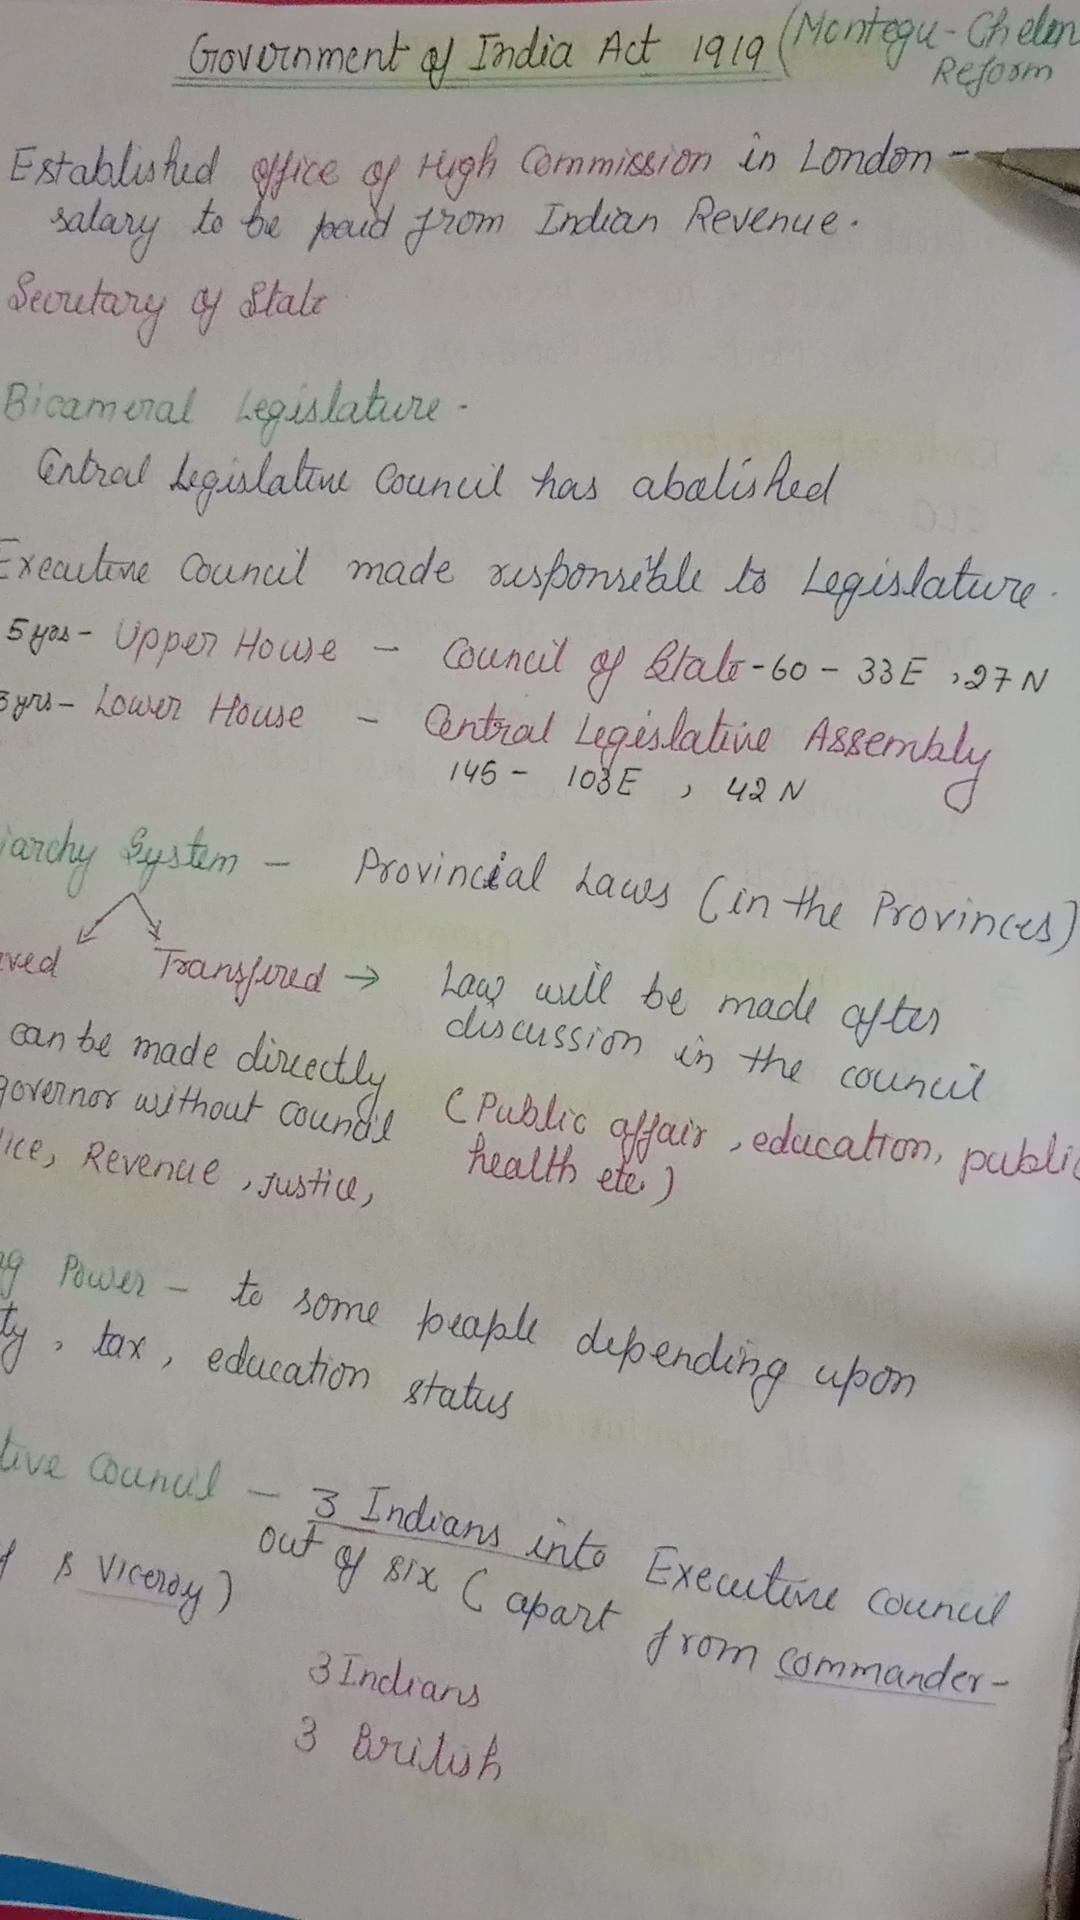 Government of India Act 1919 (Montegu-Chelm
Reform
Established office of High Commission in London -
salary to be paid from Indian Revenue.
Secretary of State
Bicameral Legislature -
Central Legislative Council has abolished
Executive Council made responsible to Legislature.
5 yrs - Upper House - Council of State - 60 - 33E, 27N
3 yrs - Lower House - Central Legislative Assembly
145 - 103E, 42N
iarchy System - Provincial Laws (in the Provinces)
rved Transfired → Law will be made after
discussion in the council
can be made directly
governor without council (Public affair, education, public
lice, Revenue, Justice, health etc.)
ng Power - to some people depending upon
ty, tax, education status
tive Council - 3 Indians into Executive council
out of six (apart from commander-
& Viceroy)
3 Indians
3 British